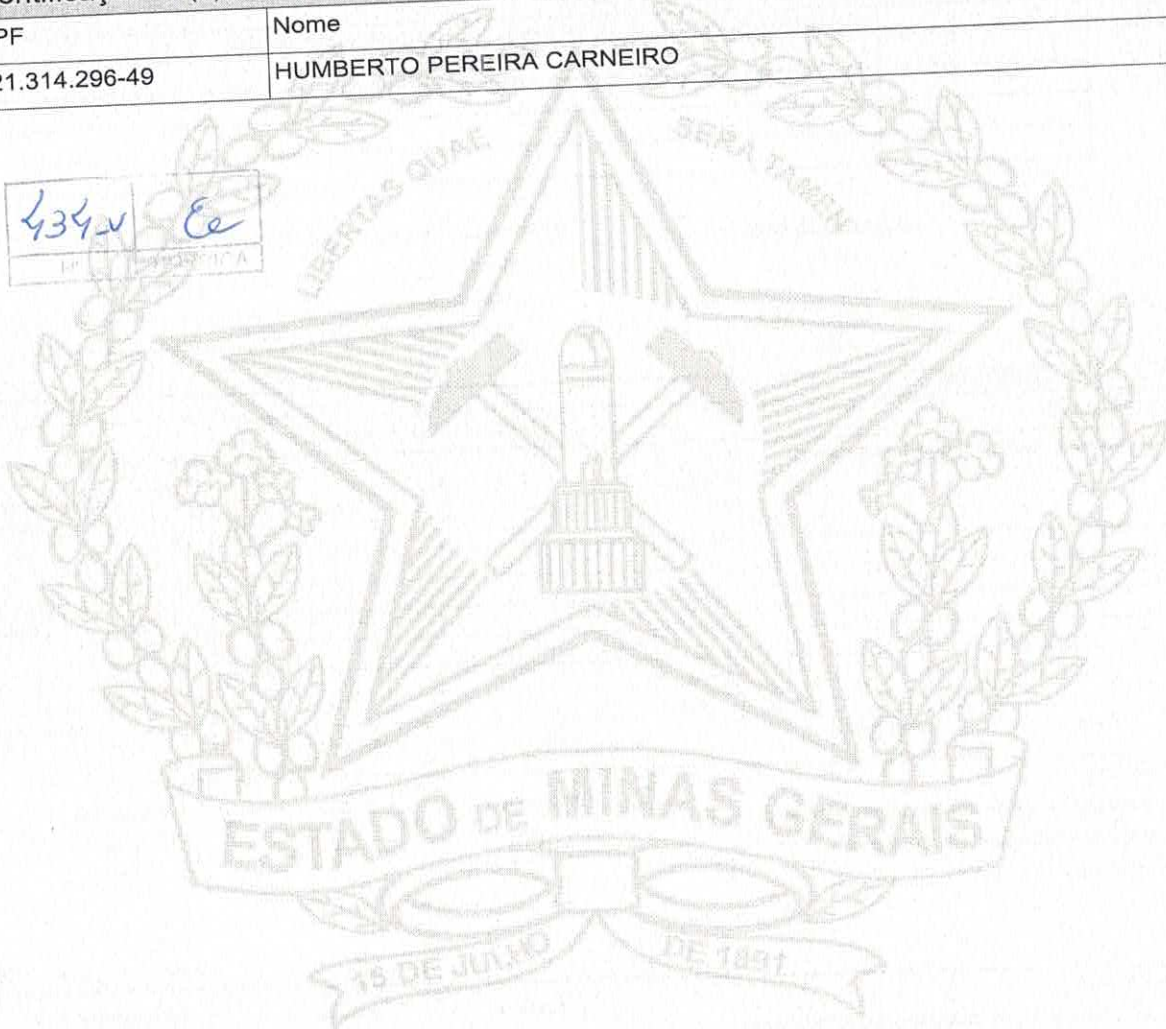 PF Nome
21.314.296-49 HUMBERTO PEREIRA CARNEIRO
LIBERTAS QUAE SERA TAMEN
434-v
ESTADO DE MINAS GERAIS
15 DE JULHO DE 1891